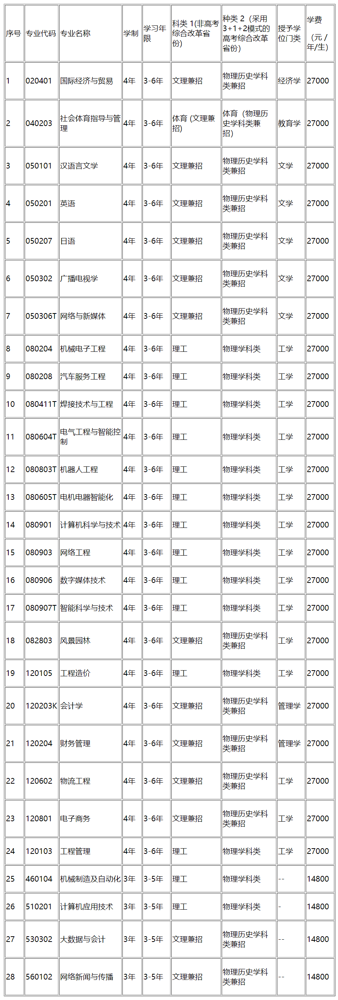 序号 专业代码 专业名称 学制 学习年限 科类 1(非高考综合改革省份) 种类 2（采用3+1+2模式的高考综合改革省份） 授予学位门类 学费（元 /年/生）
1 020401 国际经济与贸易 4年 3-6年 文理兼招 物理历史学科类兼招 经济学 27000
2 040203 社会体育指导与管理 4年 3-6年 体育 (文理兼招) 体育（物理历史学科类兼招） 教育学 27000
3 050101 汉语言文学 4年 3-6年 文理兼招 物理历史学科类兼招 文学 27000
4 050201 英语 4年 3-6年 文理兼招 物理历史学科类兼招 文学 27000
5 050207 日语 4年 3-6年 文理兼招 物理历史学科类兼招 文学 27000
6 050302 广播电视学 4年 3-6年 文理兼招 物理历史学科类兼招 文学 27000
7 050306T 网络与新媒体 4年 3-6年 文理兼招 物理历史学科类兼招 文学 27000
8 080204 机械电子工程 4年 3-6年 理工 物理学科类 工学 27000
9 080208 汽车服务工程 4年 3-6年 理工 物理学科类 工学 27000
10 080411T 焊接技术与工程 4年 3-6年 理工 物理学科类 工学 27000
11 080604T 电气工程与智能控制 4年 3-6年 理工 物理学科类 工学 27000
12 080803T 机器人工程 4年 3-6年 理工 物理学科类 工学 27000
13 080605T 电机电器智能化 4年 3-6年 理工 物理学科类 工学 27000
14 080901 计算机科学与技术 4年 3-6年 理工 物理学科类 工学 27000
15 080903 网络工程 4年 3-6年 理工 物理学科类 工学 27000
16 080906 数字媒体技术 4年 3-6年 理工 物理学科类 工学 27000
17 080907T 智能科学与技术 4年 3-6年 理工 物理学科类 工学 27000
18 082803 风景园林 4年 3-6年 文理兼招 物理历史学科类兼招 工学 27000
19 120105 工程造价 4年 3-6年 理工 物理学科类 工学 27000
20 120203K 会计学 4年 3-6年 文理兼招 物理历史学科类兼招 管理学 27000
21 120204 财务管理 4年 3-6年 文理兼招 物理历史学科类兼招 管理学 27000
22 120602 物流工程 4年 3-6年 文理兼招 物理历史学科类兼招 工学 27000
23 120801 电子商务 4年 3-6年 文理兼招 物理历史学科类兼招 工学 27000
24 120103 工程管理 4年 3-6年 理工 物理学科类 工学 27000
25 460104 机械制造及自动化 3年 3-5年 理工 物理学科类 -- 14800
26 510201 计算机应用技术 3年 3-5年 理工 物理学科类 - 14800
27 530302 大数据与会计 3年 3-5年 文理兼招 物理历史学科类兼招 -- 14800
28 560102 网络新闻与传播 3年 3-5年 文理兼招 物理历史学科类兼招 -- 14800